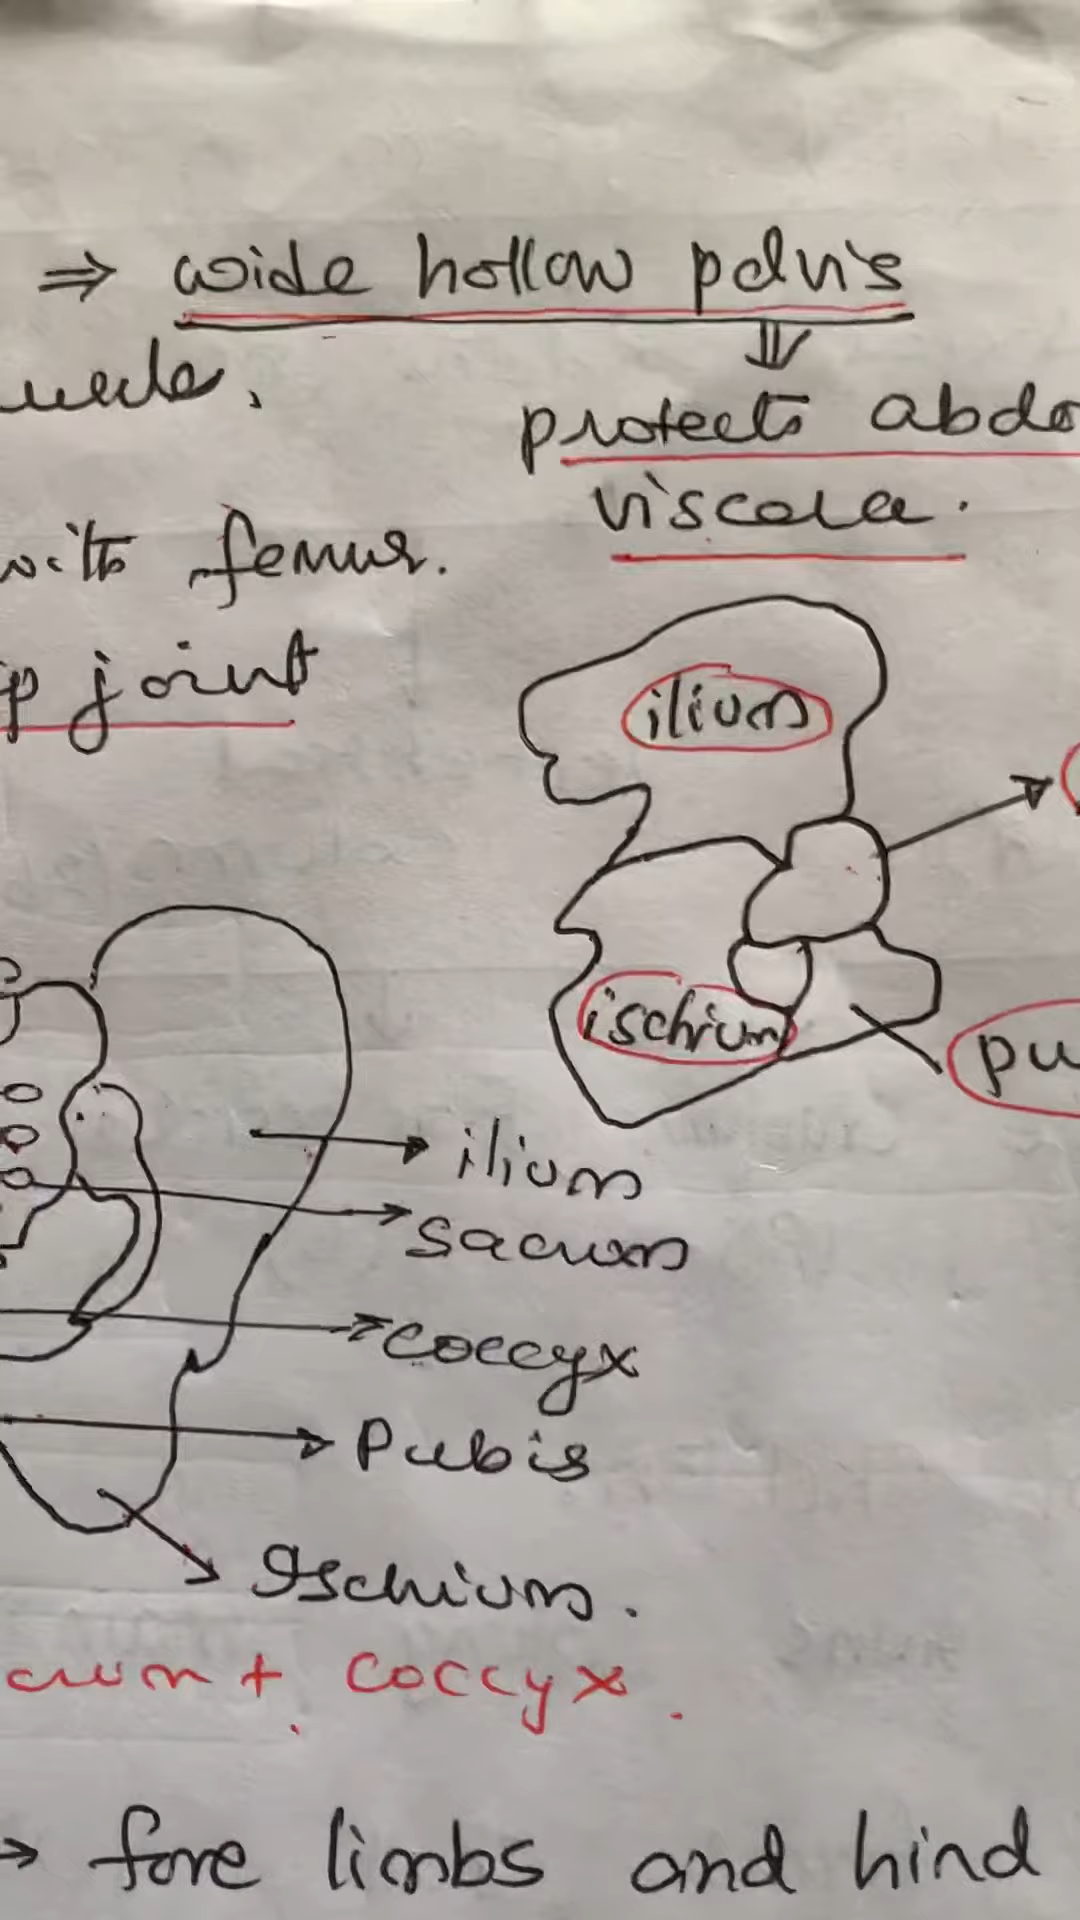 ⇒ wide hollow pelvis
protects abdo
viscera.
with femur.
p joint
ilium
ischium
pu
ilium
sacrum
coccyx
Pubis
Ischium.
crum + coccyx.
→ fore limbs and hind